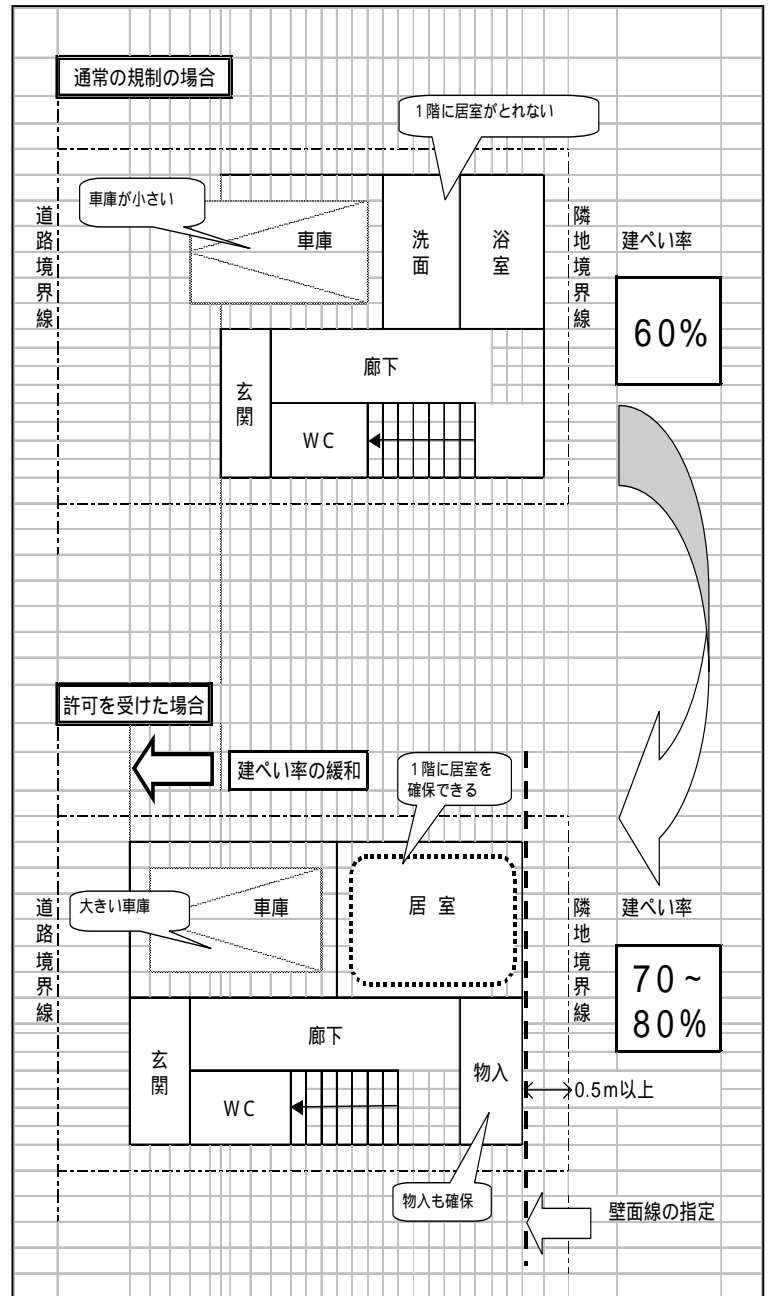 通常の規制の場合
1階に居室がとれない
車庫が小さい
道路境界線
車庫
洗面
浴室
隣地境界線
建ぺい率
60%
廊下
玄関
WC
許可を受けた場合
建ぺい率の緩和
1階に居室を
確保できる
道路境界線
大きい車庫
車庫
居室
隣地境界線
建ぺい率
70~
80%
廊下
玄関
物入
WC
0.5m以上
物入も確保
壁面線の指定